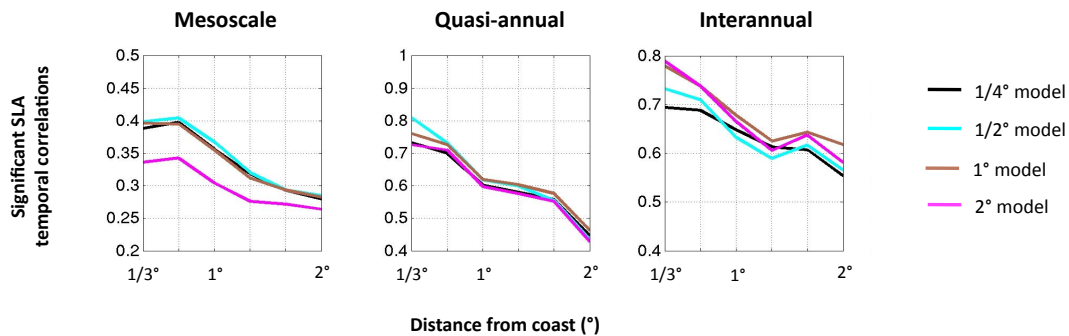 Mesoscale
Quasi-annual
Interannual
Significant SLA
temporal correlations
0.5
0.45
0.4
0.35
0.3
0.25
0.2
1/3°
1°
2°
1
0.9
0.8
0.7
0.6
0.5
0.4
1/3°
1°
2°
0.8
0.7
0.6
0.5
0.4
1/3°
1°
2°
1/4° model
1/2° model
1° model
2° model
Distance from coast (°)